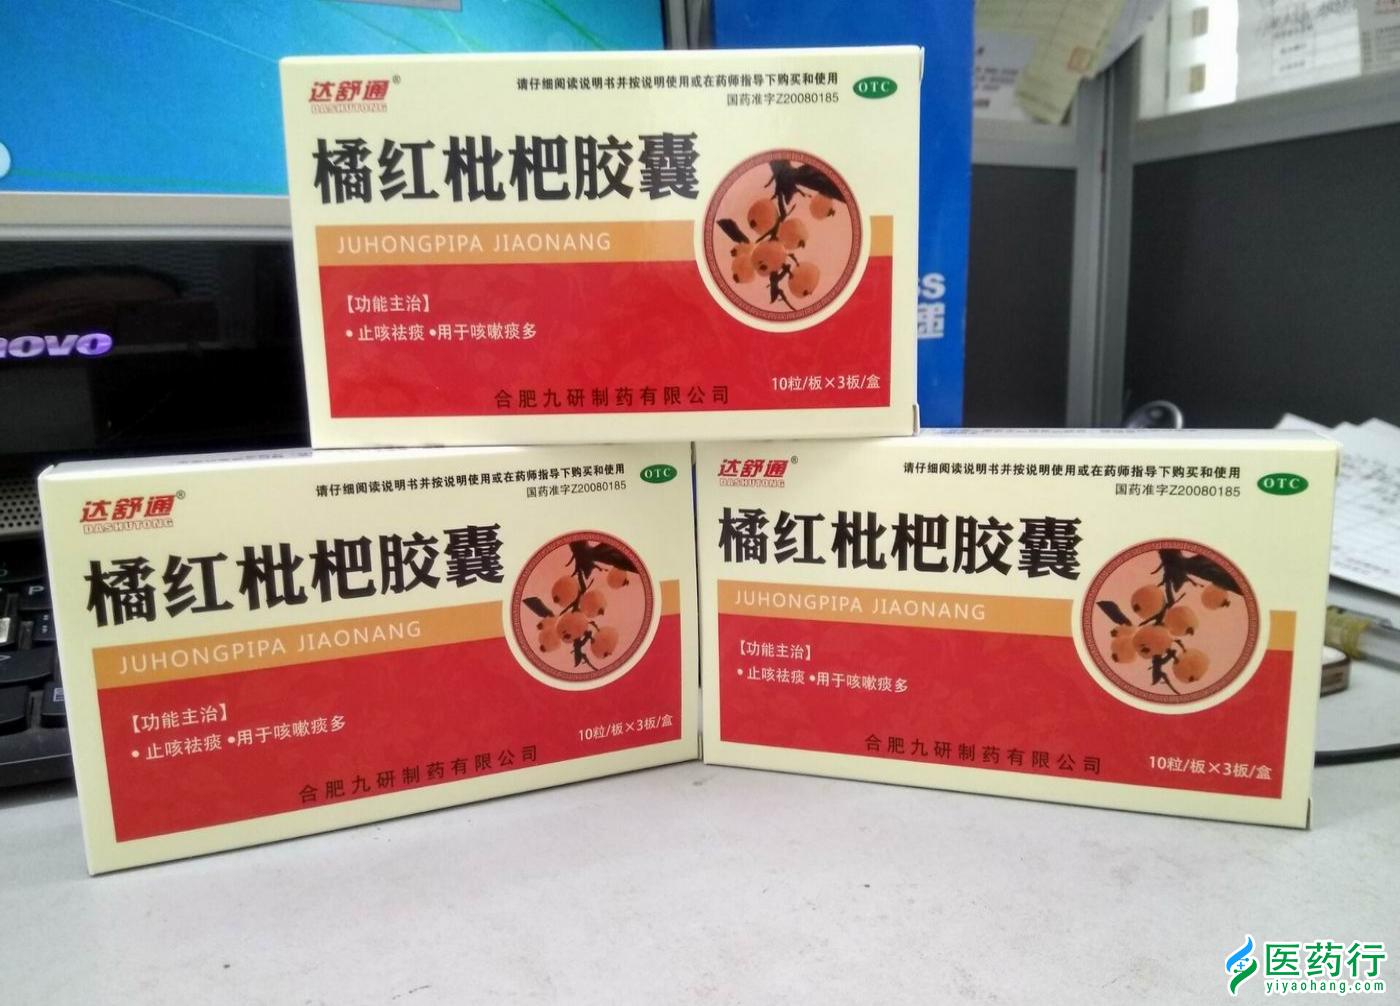 达舒通®
DASHUTONG
请仔细阅读说明书并按说明使用或在药师指导下购买和使用
国药准字Z20080185
OTC
橘红枇杷胶囊
JUHONGPIPA JIAONANG
【功能主治】
•止咳祛痰 •用于咳嗽痰多
10粒/板×3板/盒
合肥九研制药有限公司
novo
达舒通®
DASHUTONG
请仔细阅读说明书并按说明使用或在药师指导下购买和使用
国药准字Z20080185
OTC
橘红枇杷胶囊
JUHONGPIPA JIAONANG
【功能主治】
•止咳祛痰 •用于咳嗽痰多
10粒/板×3板/盒
合肥九研制药有限公司
达舒通®
DASHUTONG
请仔细阅读说明书并按说明使用或在药师指导下购买和使用
国药准字Z20080185
OTC
橘红枇杷胶囊
JUHONGPIPA JIAONANG
【功能主治】
•止咳祛痰 •用于咳嗽痰多
合肥九研制药有限公司
10粒/板×3板/盒
医药行
yiyaohang.com